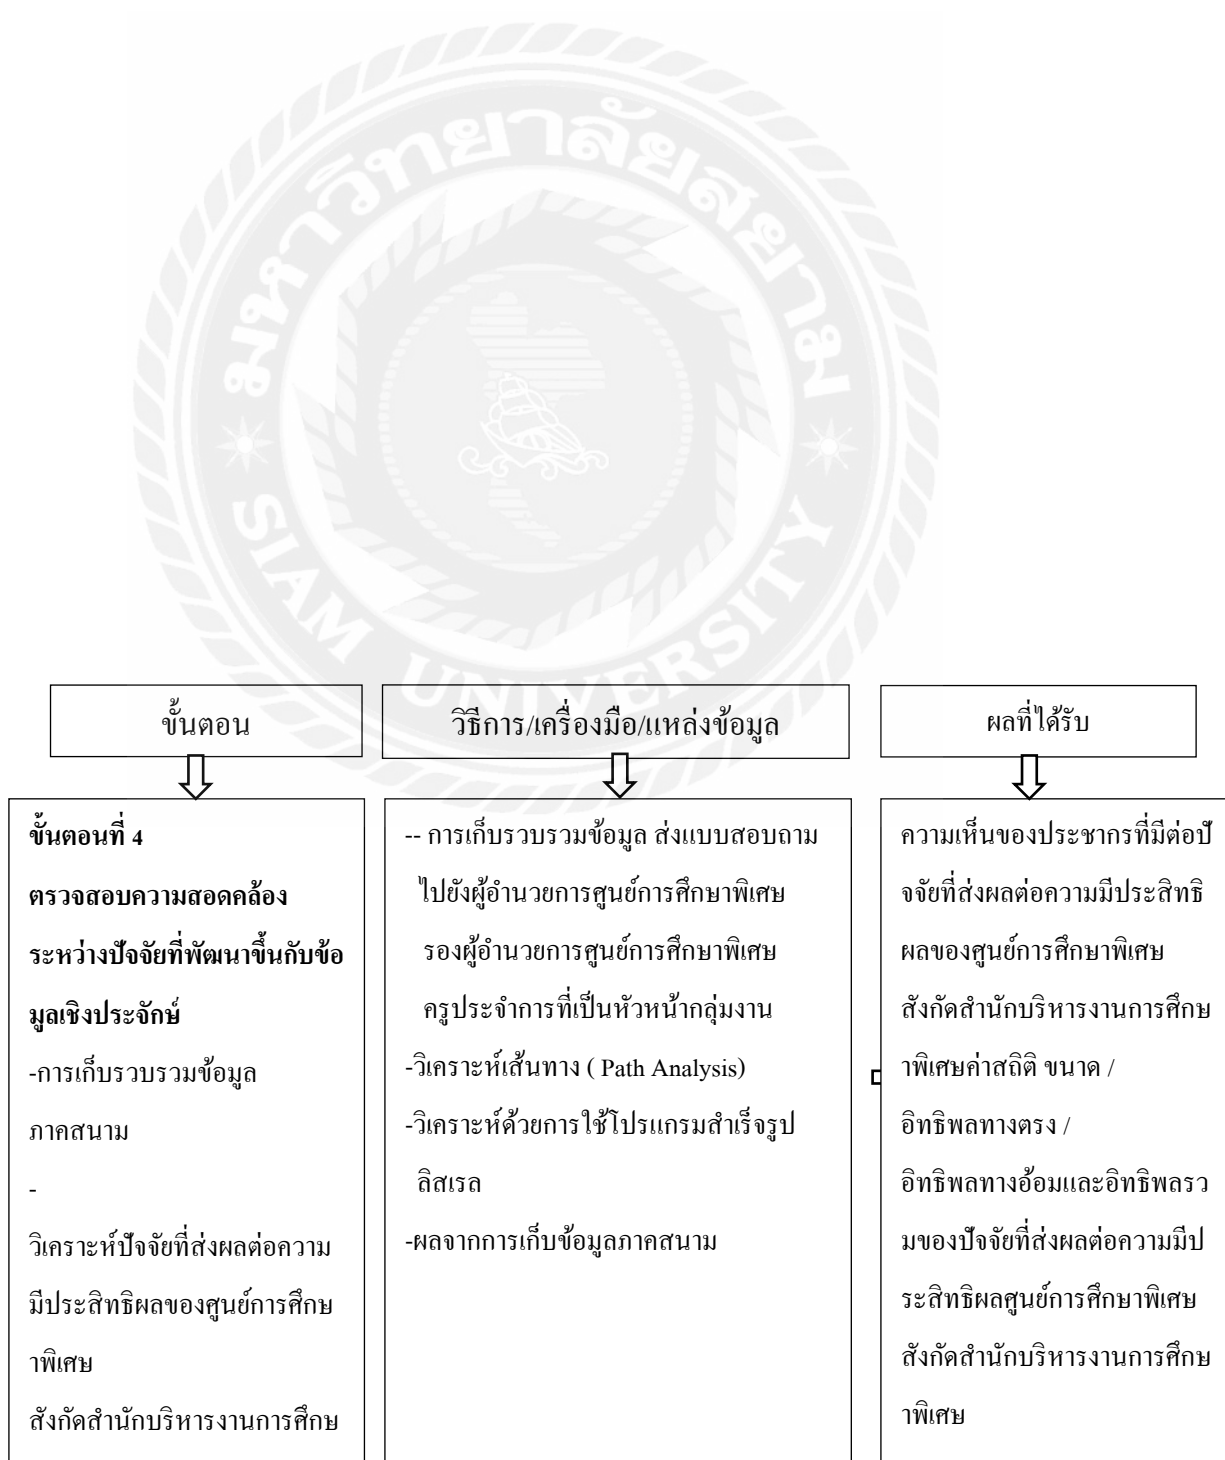 มหาวิทยาลัยสยาม
SIAM UNIVERSITY
ขั้นตอน
วิธีการ/เครื่องมือ/แหล่งข้อมูล
ผลที่ได้รับ
ขั้นตอนที่ 4
ตรวจสอบความสอดคล้อง
ระหว่างปัจจัยที่พัฒนาขึ้นกับข้อ
มูลเชิงประจักษ์
-การเก็บรวบรวมข้อมูล
ภาคสนาม
-
วิเคราะห์ปัจจัยที่ส่งผลต่อความ
มีประสิทธิผลของศูนย์การศึกษ
าพิเศษ
สังกัดสำนักบริหารงานการศึกษ
-- การเก็บรวบรวมข้อมูล ส่งแบบสอบถาม
ไปยังผู้อำนวยการศูนย์การศึกษาพิเศษ
รองผู้อำนวยการศูนย์การศึกษาพิเศษ
ครูประจำการที่เป็นหัวหน้ากลุ่มงาน
-วิเคราะห์เส้นทาง ( Path Analysis)
-วิเคราะห์ด้วยการใช้โปรแกรมสำเร็จรูป
ลิสเรล
-ผลจากการเก็บข้อมูลภาคสนาม
ความเห็นของประชากรที่มีต่อปั
จจัยที่ส่งผลต่อความมีประสิทธิ
ผลของศูนย์การศึกษาพิเศษ
สังกัดสำนักบริหารงานการศึกษ
าพิเศษค่าสถิติ ขนาด /
อิทธิพลทางตรง /
อิทธิพลทางอ้อมและอิทธิพลรว
มของปัจจัยที่ส่งผลต่อความมีป
ระสิทธิผลศูนย์การศึกษาพิเศษ
สังกัดสำนักบริหารงานการศึกษ
าพิเศษ